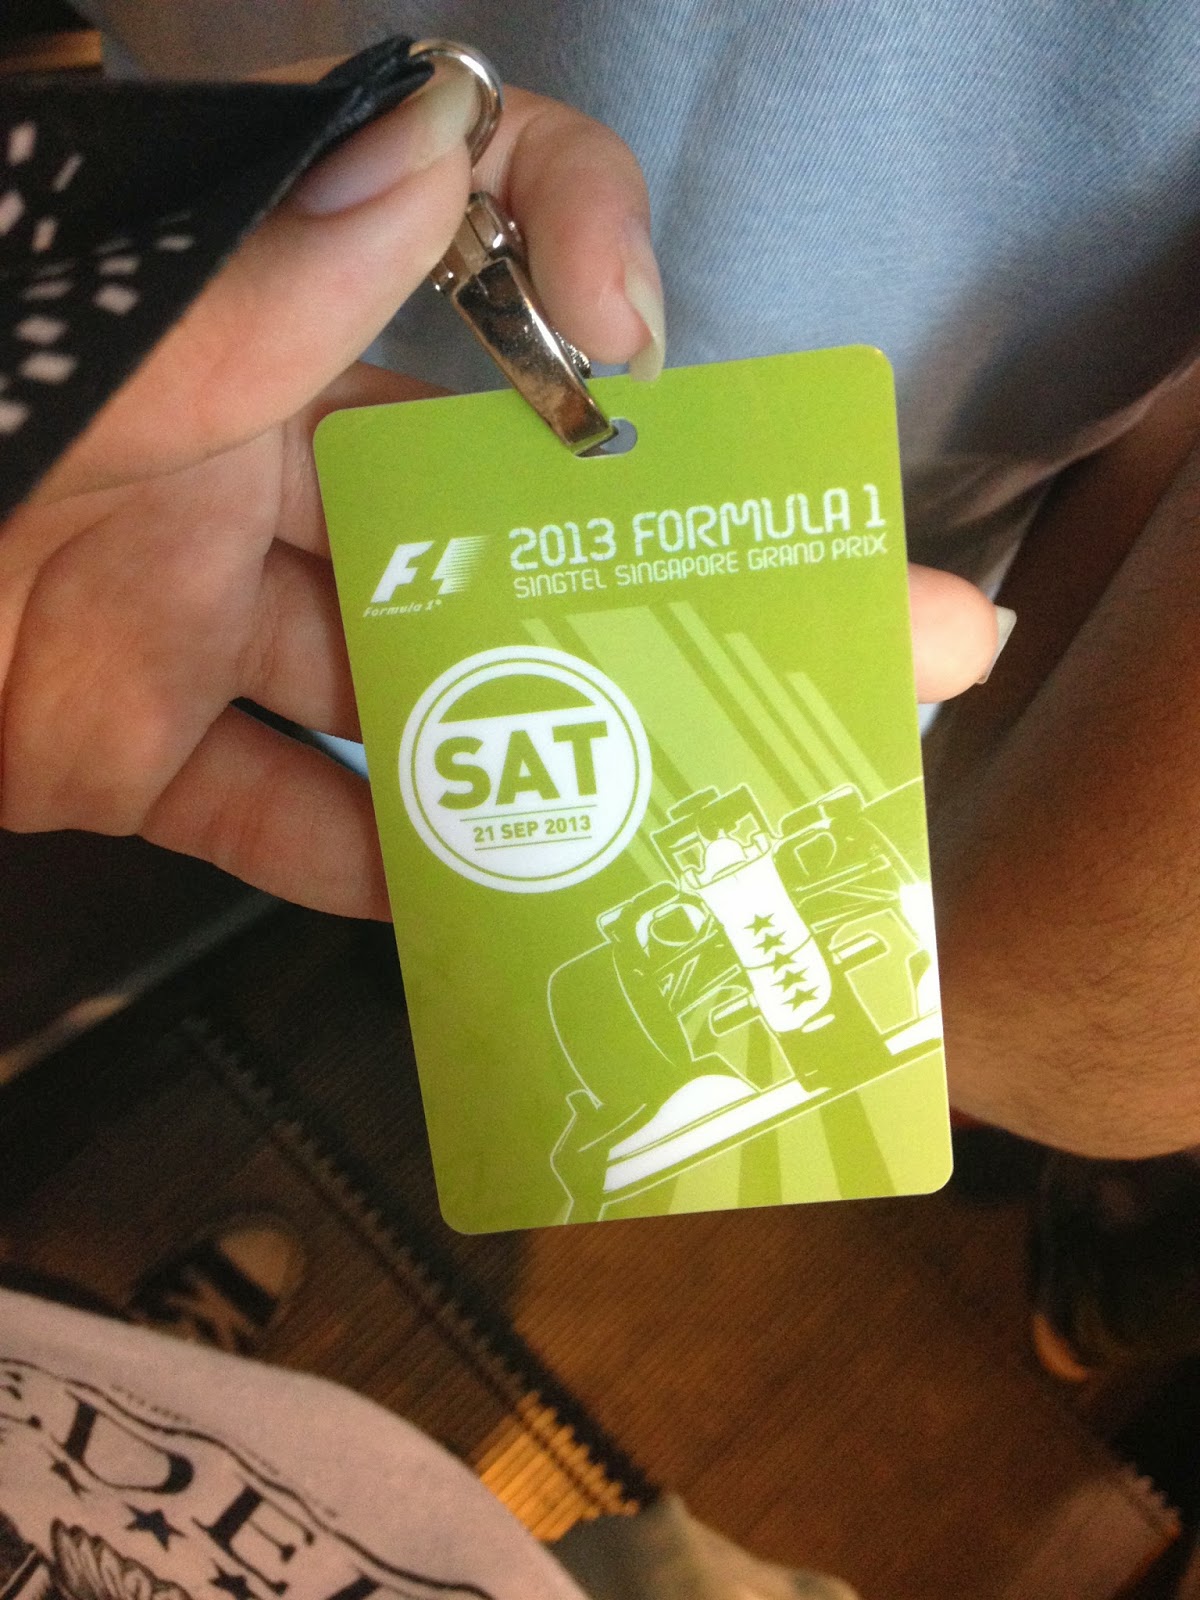 2013 FORMULA 1
SINGTEL SINGAPORE GRAND PRIX
F1
Formula 1®
SAT
21 SEP 2013